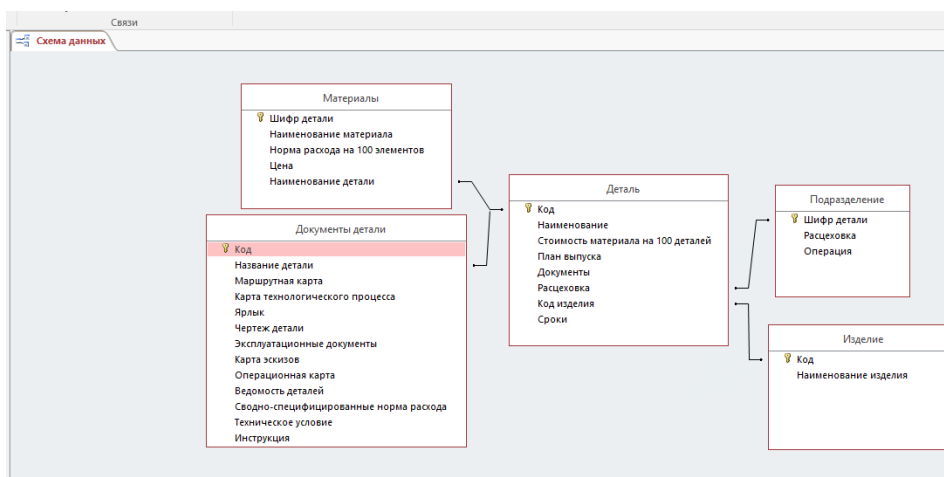 Связи
Схема данных
Материалы
Шифр детали
Наименование материала
Норма расхода на 100 элементов
Цена
Наименование детали
Документы детали
Код
Название детали
Маршрутная карта
Карта технологического процесса
Ярлык
Чертеж детали
Эксплуатационные документы
Карта эскизов
Операционная карта
Ведомость деталей
Сводно-специфицированные норма расхода
Техническое условие
Инструкция
Деталь
Код
Наименование
Стоимость материала на 100 деталей
План выпуска
Документы
Расцеховка
Код изделия
Сроки
Подразделение
Шифр детали
Расцеховка
Операция
Изделие
Код
Наименование изделия